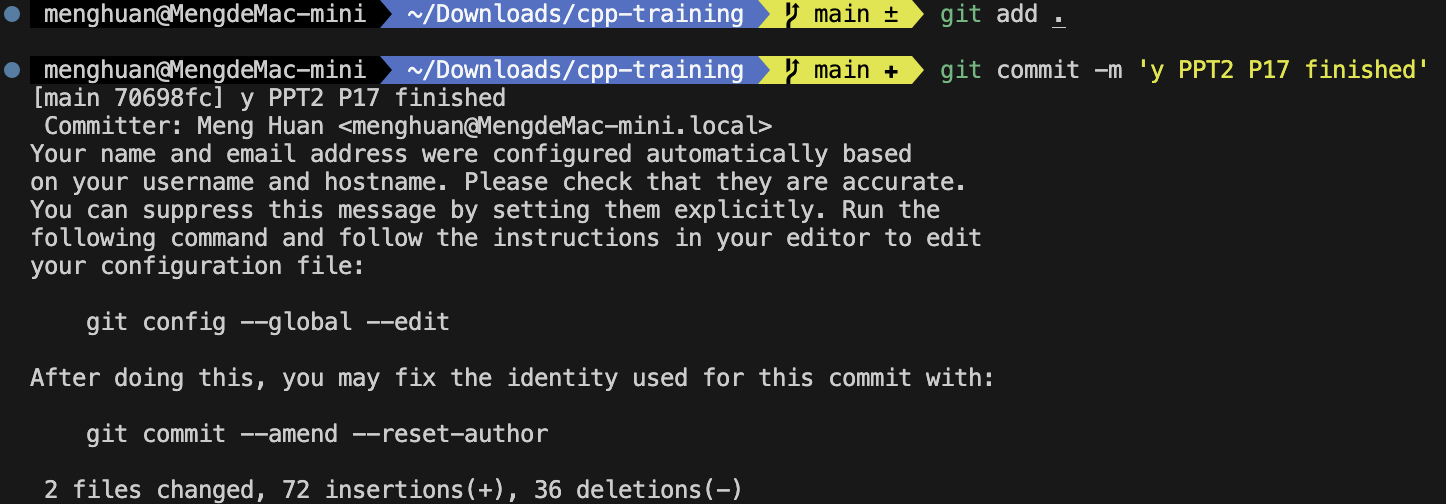 menghuan@MengdeMac-mini ~/Downloads/cpp-training main ± git add .
menghuan@MengdeMac-mini ~/Downloads/cpp-training main + git commit -m 'y PPT2 P17 finished'
[main 70698fc] y PPT2 P17 finished
Committer: Meng Huan <menghuan@MengdeMac-mini.local>
Your name and email address were configured automatically based
on your username and hostname. Please check that they are accurate.
You can suppress this message by setting them explicitly. Run the
following command and follow the instructions in your editor to edit
your configuration file:
git config --global --edit
After doing this, you may fix the identity used for this commit with:
git commit --amend --reset-author
2 files changed, 72 insertions(+), 36 deletions(-)